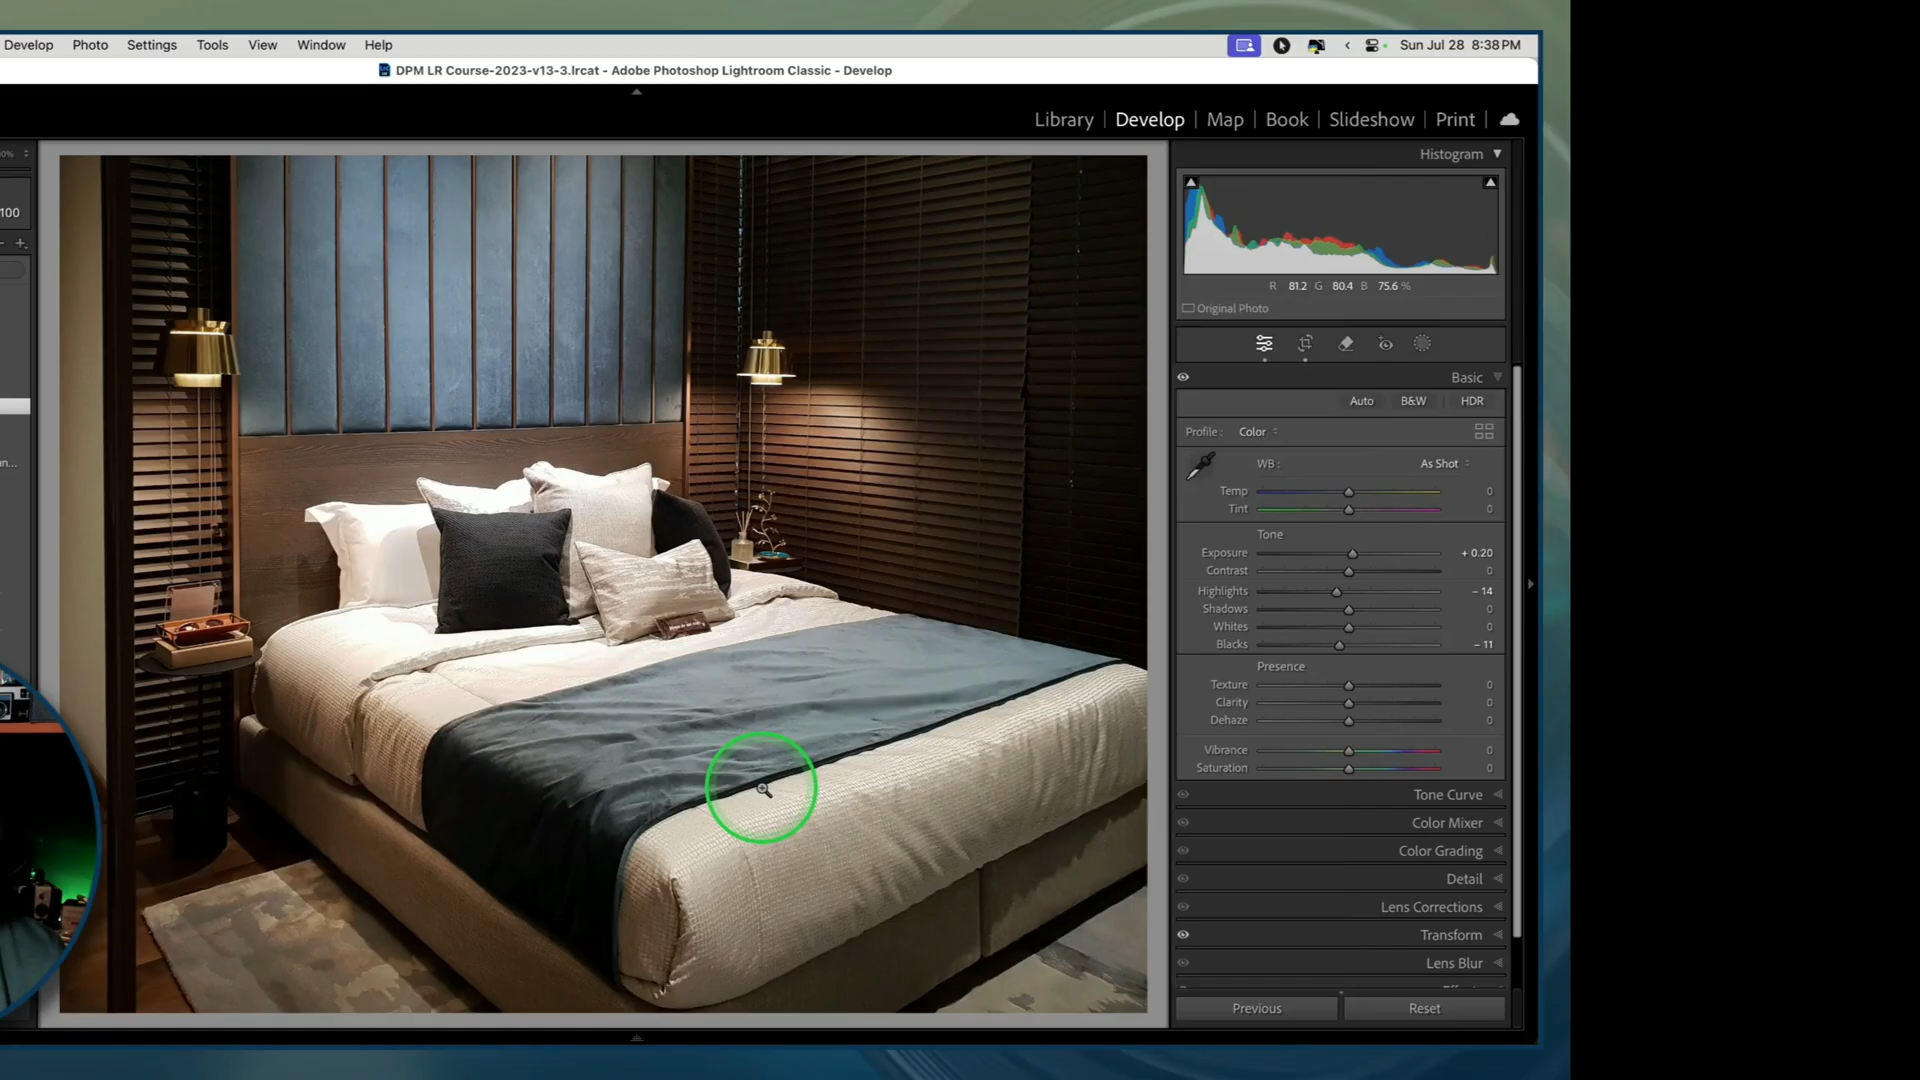 Develop Photo Settings Tools View Window Help Sun Jul 28 8:38 PM
DPM LR Course-2023-v13-3.lrcat - Adobe Photoshop Lightroom Classic - Develop
Library | Develop | Map | Book | Slideshow | Print |
Histogram
100
R 81.2 G 80.4 B 75.6 %
Original Photo
Basic
Auto B&W HDR
Profile : Color
WB : As Shot
Temp 0
Tint 0
Tone
Exposure + 0.20
Contrast 0
Highlights – 14
Shadows 0
Whites 0
Blacks – 11
Presence
Texture 0
Clarity 0
Dehaze 0
Vibrance 0
Saturation 0
Tone Curve
Color Mixer
Color Grading
Detail
Lens Corrections
Transform
Lens Blur
Previous Reset